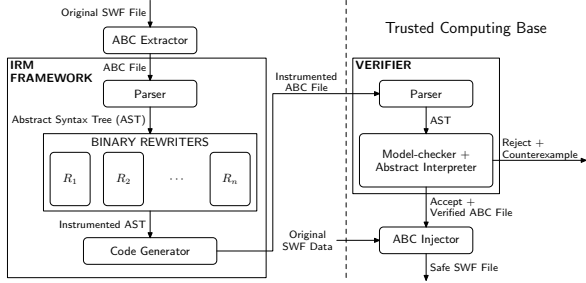 Original SWF File
ABC Extractor
IRM
FRAMEWORK
ABC File
Parser
Abstract Syntax Tree (AST)
BINARY REWRITERS
R1
R2
...
Rn
Instrumented AST
Code Generator
Instrumented
ABC File
Trusted Computing Base
VERIFIER
Parser
AST
Model-checker +
Abstract Interpreter
Reject +
Counterexample
Accept +
Verified ABC File
Original
SWF Data
ABC Injector
Safe SWF File